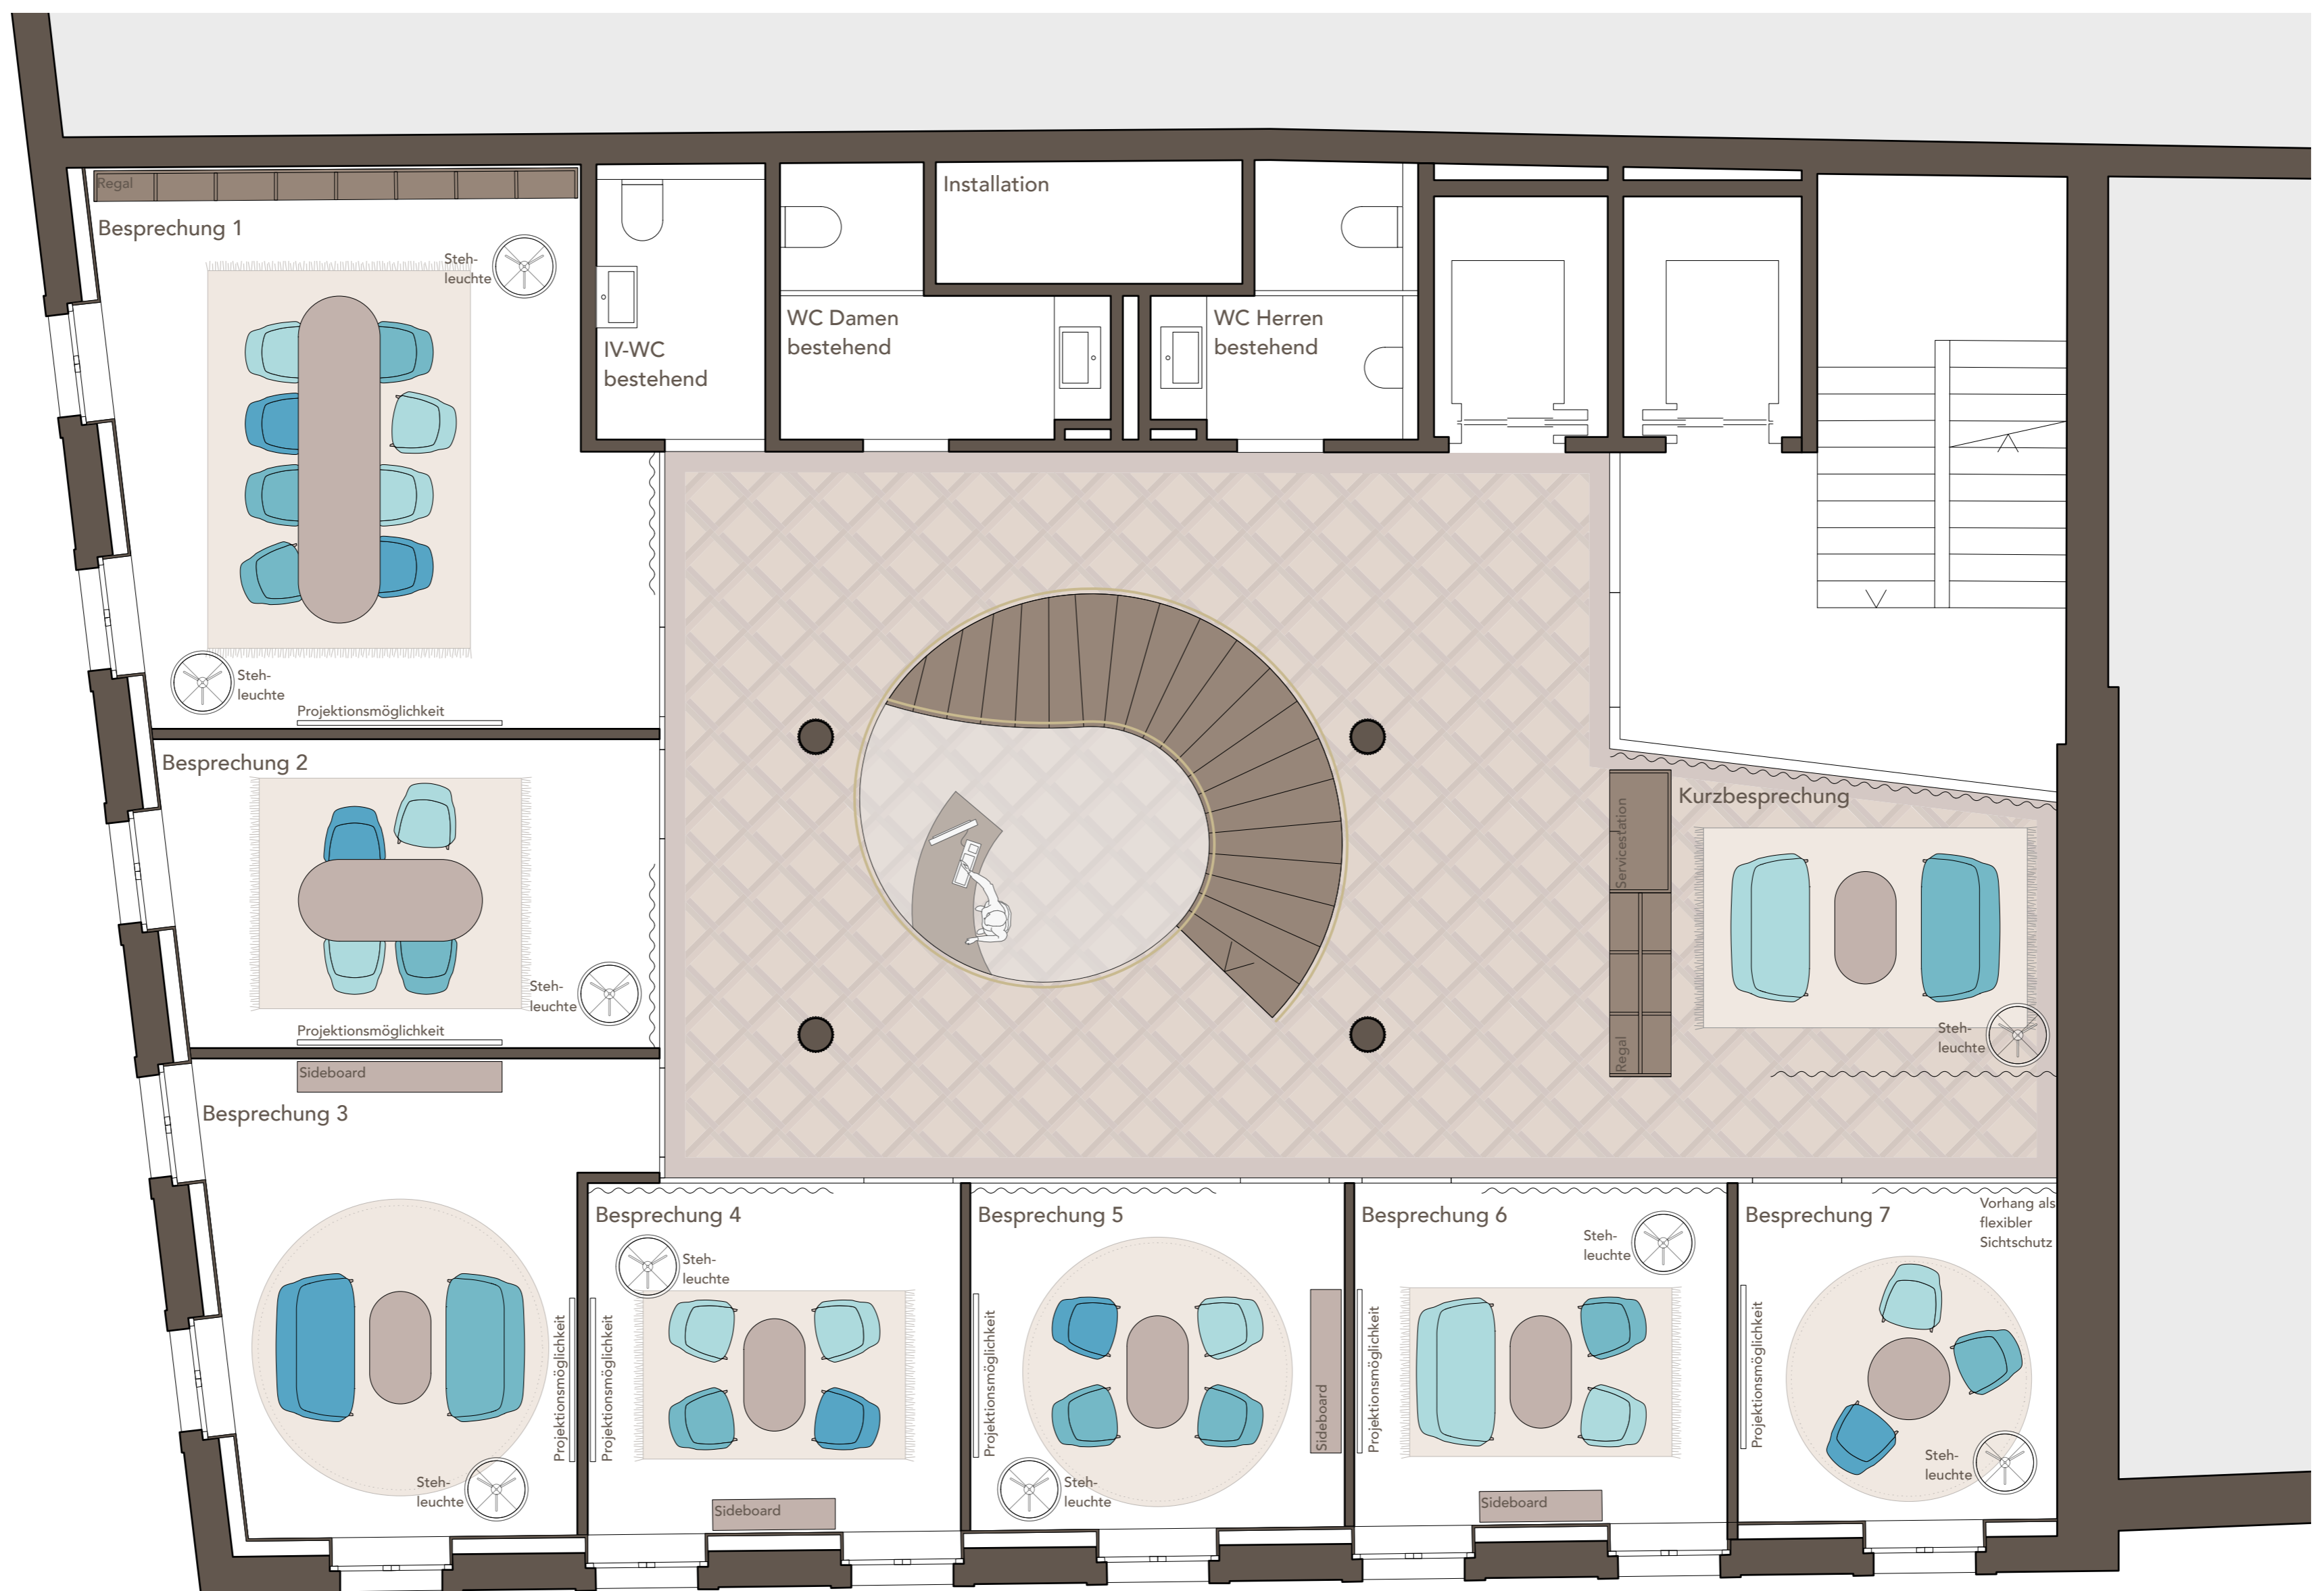 Regal
Besprechung 1
Steh-
leuchte
Steh-
leuchte
Projektionsmöglichkeit
IV-WC
bestehend
WC Damen
bestehend
Installation
WC Herren
bestehend
Besprechung 2
Steh-
leuchte
Projektionsmöglichkeit
Sideboard
Besprechung 3
Projektionsmöglichkeit
Steh-
leuchte
Servicestation
Regal
Kurzbesprechung
Steh-
leuchte
Besprechung 4
Steh-
leuchte
Projektionsmöglichkeit
Sideboard
Besprechung 5
Projektionsmöglichkeit
Steh-
leuchte
Sideboard
Besprechung 6
Steh-
leuchte
Projektionsmöglichkeit
Sideboard
Besprechung 7
Vorhang als
flexibler
Sichtschutz
Projektionsmöglichkeit
Steh-
leuchte